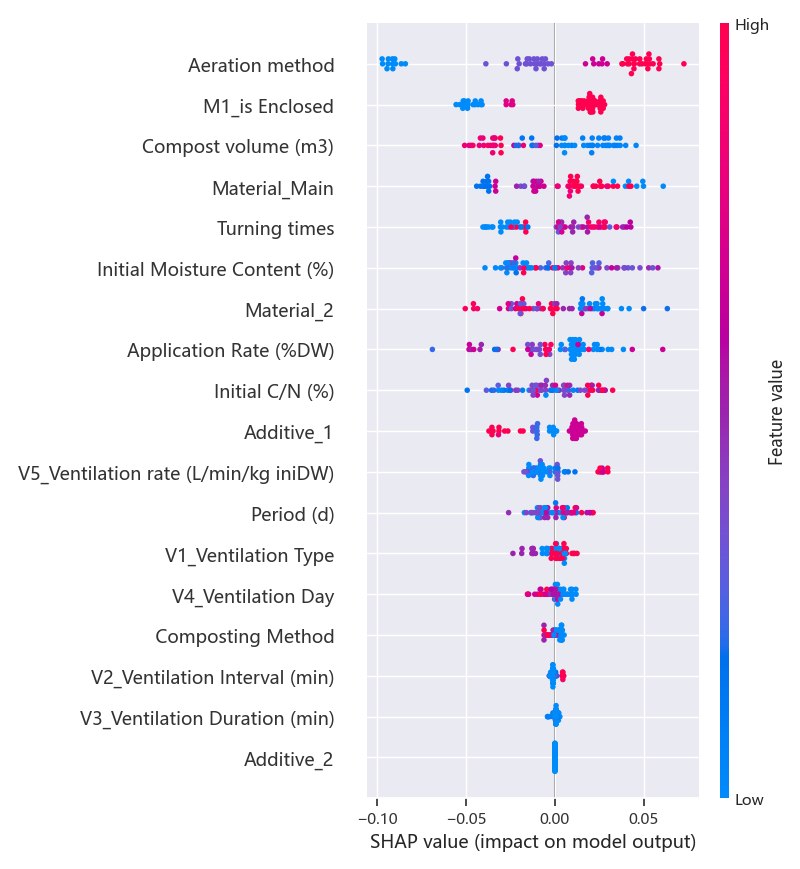 High
Aeration method
M1_is Enclosed
Compost volume (m3)
Material_Main
Turning times
Initial Moisture Content (%)
Material_2
Application Rate (%DW)
Initial C/N (%)
Additive_1
V5_Ventilation rate (L/min/kg iniDW)
Period (d)
V1_Ventilation Type
V4_Ventilation Day
Composting Method
V2_Ventilation Interval (min)
V3_Ventilation Duration (min)
Additive_2
Feature value
Low
−0.10 −0.05 0.00 0.05
SHAP value (impact on model output)